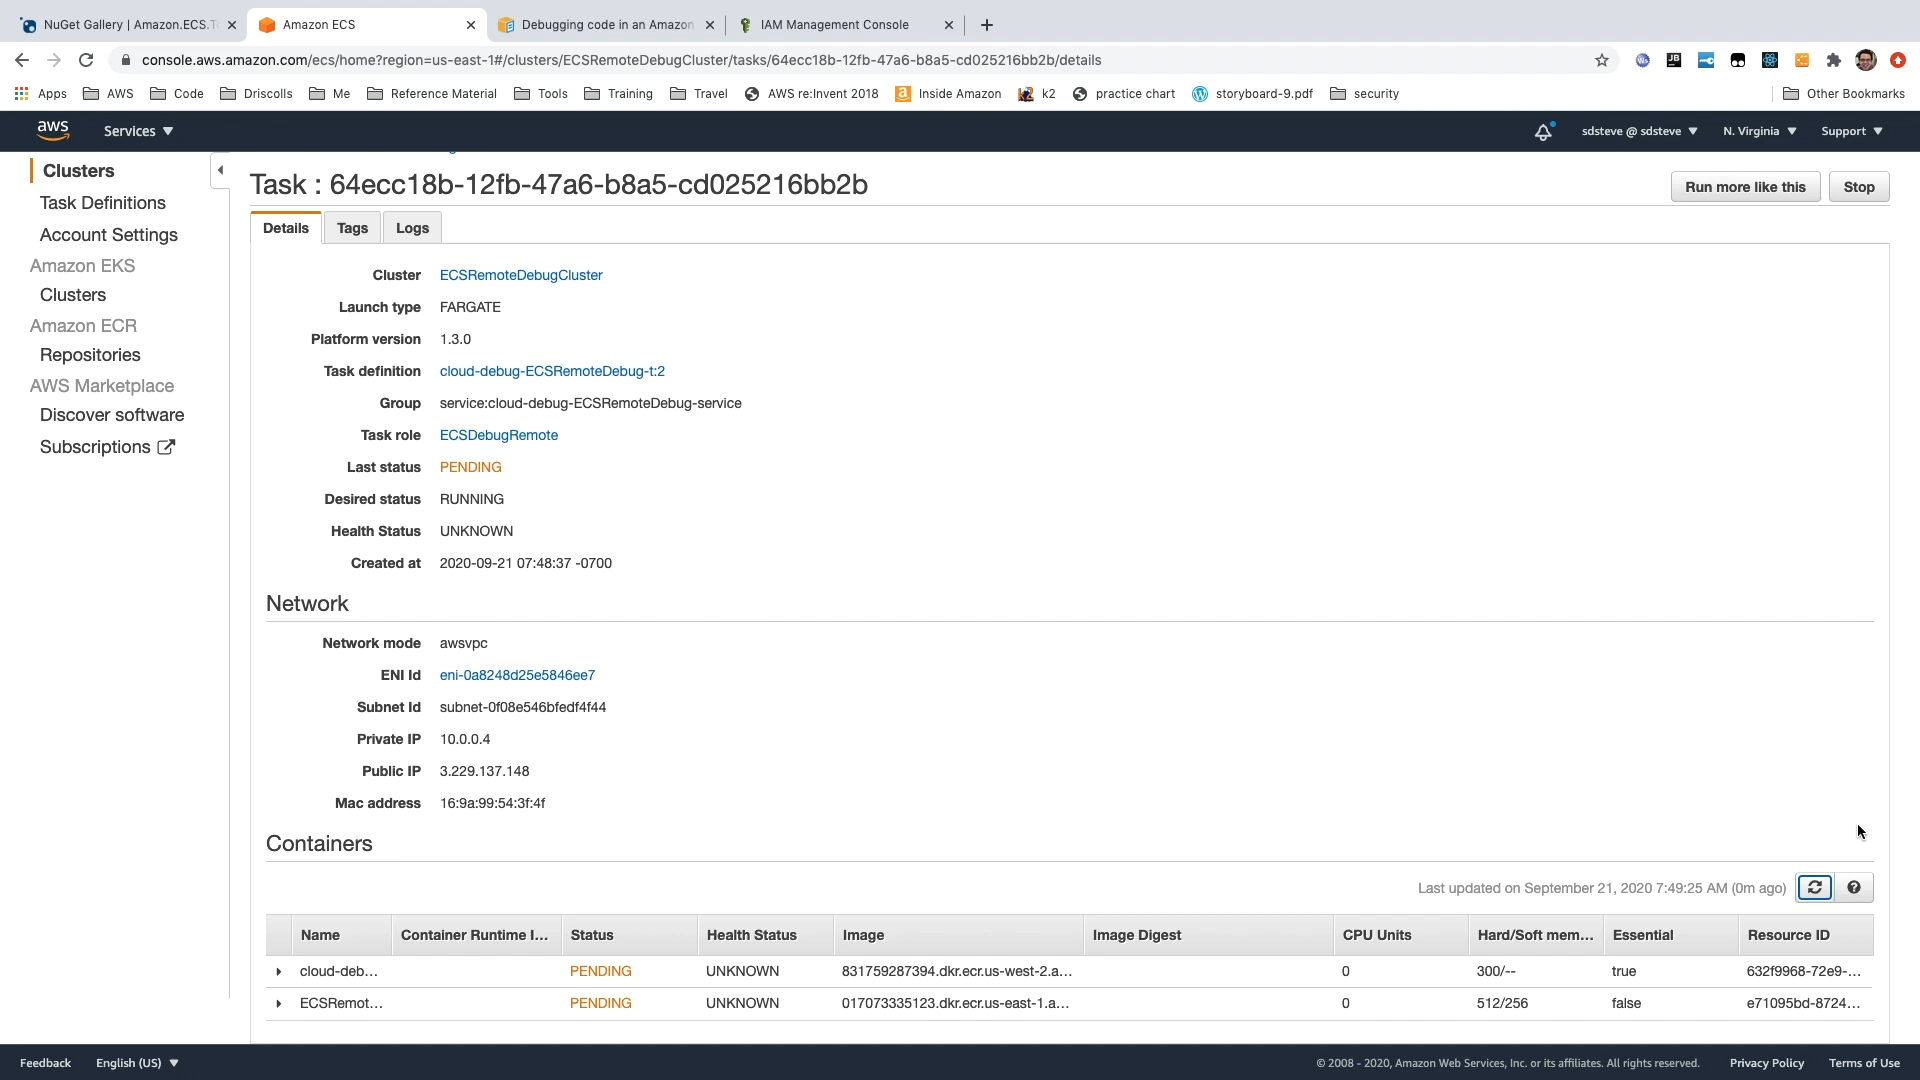 NuGet Gallery | Amazon.ECS.T
Amazon ECS
Debugging code in an Amazon
IAM Management Console
console.aws.amazon.com/ecs/home?region=us-east-1#/clusters/ECSRemoteDebugCluster/tasks/64ecc18b-12fb-47a6-b8a5-cd025216bb2b/details
Apps AWS Code Driscolls Me Reference Material Tools Training Travel AWS re:Invent 2018 Inside Amazon k2 practice chart storyboard-9.pdf security Other Bookmarks
aws Services sdsteve @ sdsteve N. Virginia Support
Clusters
Task Definitions
Account Settings
Amazon EKS
Clusters
Amazon ECR
Repositories
AWS Marketplace
Discover software
Subscriptions
Task : 64ecc18b-12fb-47a6-b8a5-cd025216bb2b
Run more like this Stop
Details Tags Logs
Cluster ECSRemoteDebugCluster
Launch type FARGATE
Platform version 1.3.0
Task definition cloud-debug-ECSRemoteDebug-t:2
Group service:cloud-debug-ECSRemoteDebug-service
Task role ECSDebugRemote
Last status PENDING
Desired status RUNNING
Health Status UNKNOWN
Created at 2020-09-21 07:48:37 -0700
Network
Network mode awsvpc
ENI Id eni-0a8248d25e5846ee7
Subnet Id subnet-0f08e546bfedf4f44
Private IP 10.0.0.4
Public IP 3.229.137.148
Mac address 16:9a:99:54:3f:4f
Containers
Last updated on September 21, 2020 7:49:25 AM (0m ago)
Name Container Runtime I... Status Health Status Image Image Digest CPU Units Hard/Soft mem... Essential Resource ID
cloud-deb... PENDING UNKNOWN 831759287394.dkr.ecr.us-west-2.a... 0 300/-- true 632f9968-72e9-...
ECSRemot... PENDING UNKNOWN 017073335123.dkr.ecr.us-east-1.a... 0 512/256 false e71095bd-8724...
Feedback English (US) © 2008 - 2020, Amazon Web Services, Inc. or its affiliates. All rights reserved. Privacy Policy Terms of Use